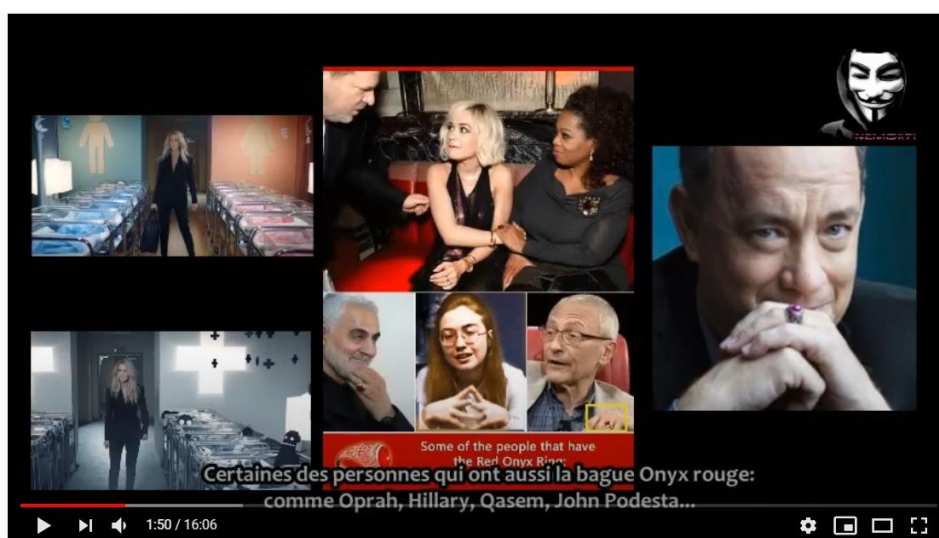 Some of the people that have
the Red Onyx Ring:
Certaines des personnes qui ont aussi la bague Onyx rouge:
comme Oprah, Hillary, Qasem, John Podesta...
1:50 / 16:06